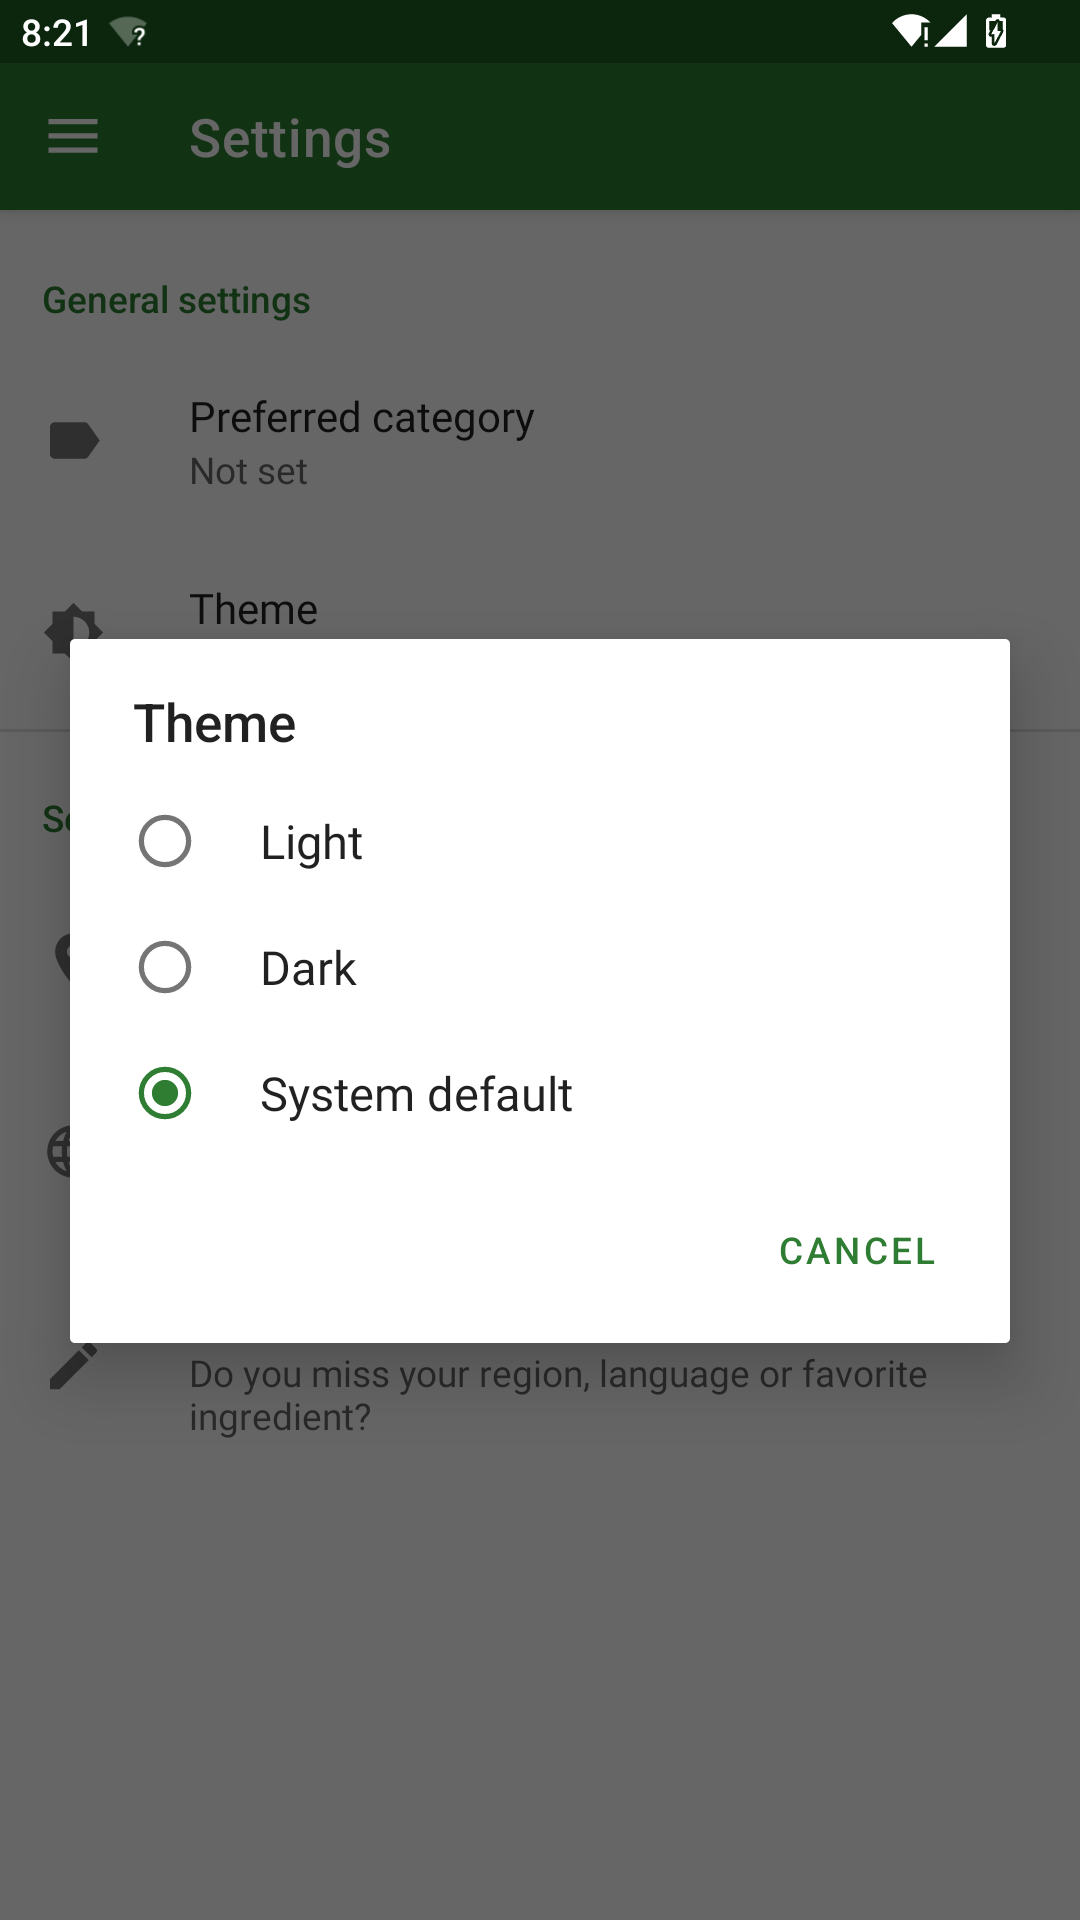 8:21
Settings
General settings
Preferred category
Not set
Theme
Theme
Light
Dark
System default
CANCEL
Do you miss your region, language or favorite
ingredient?